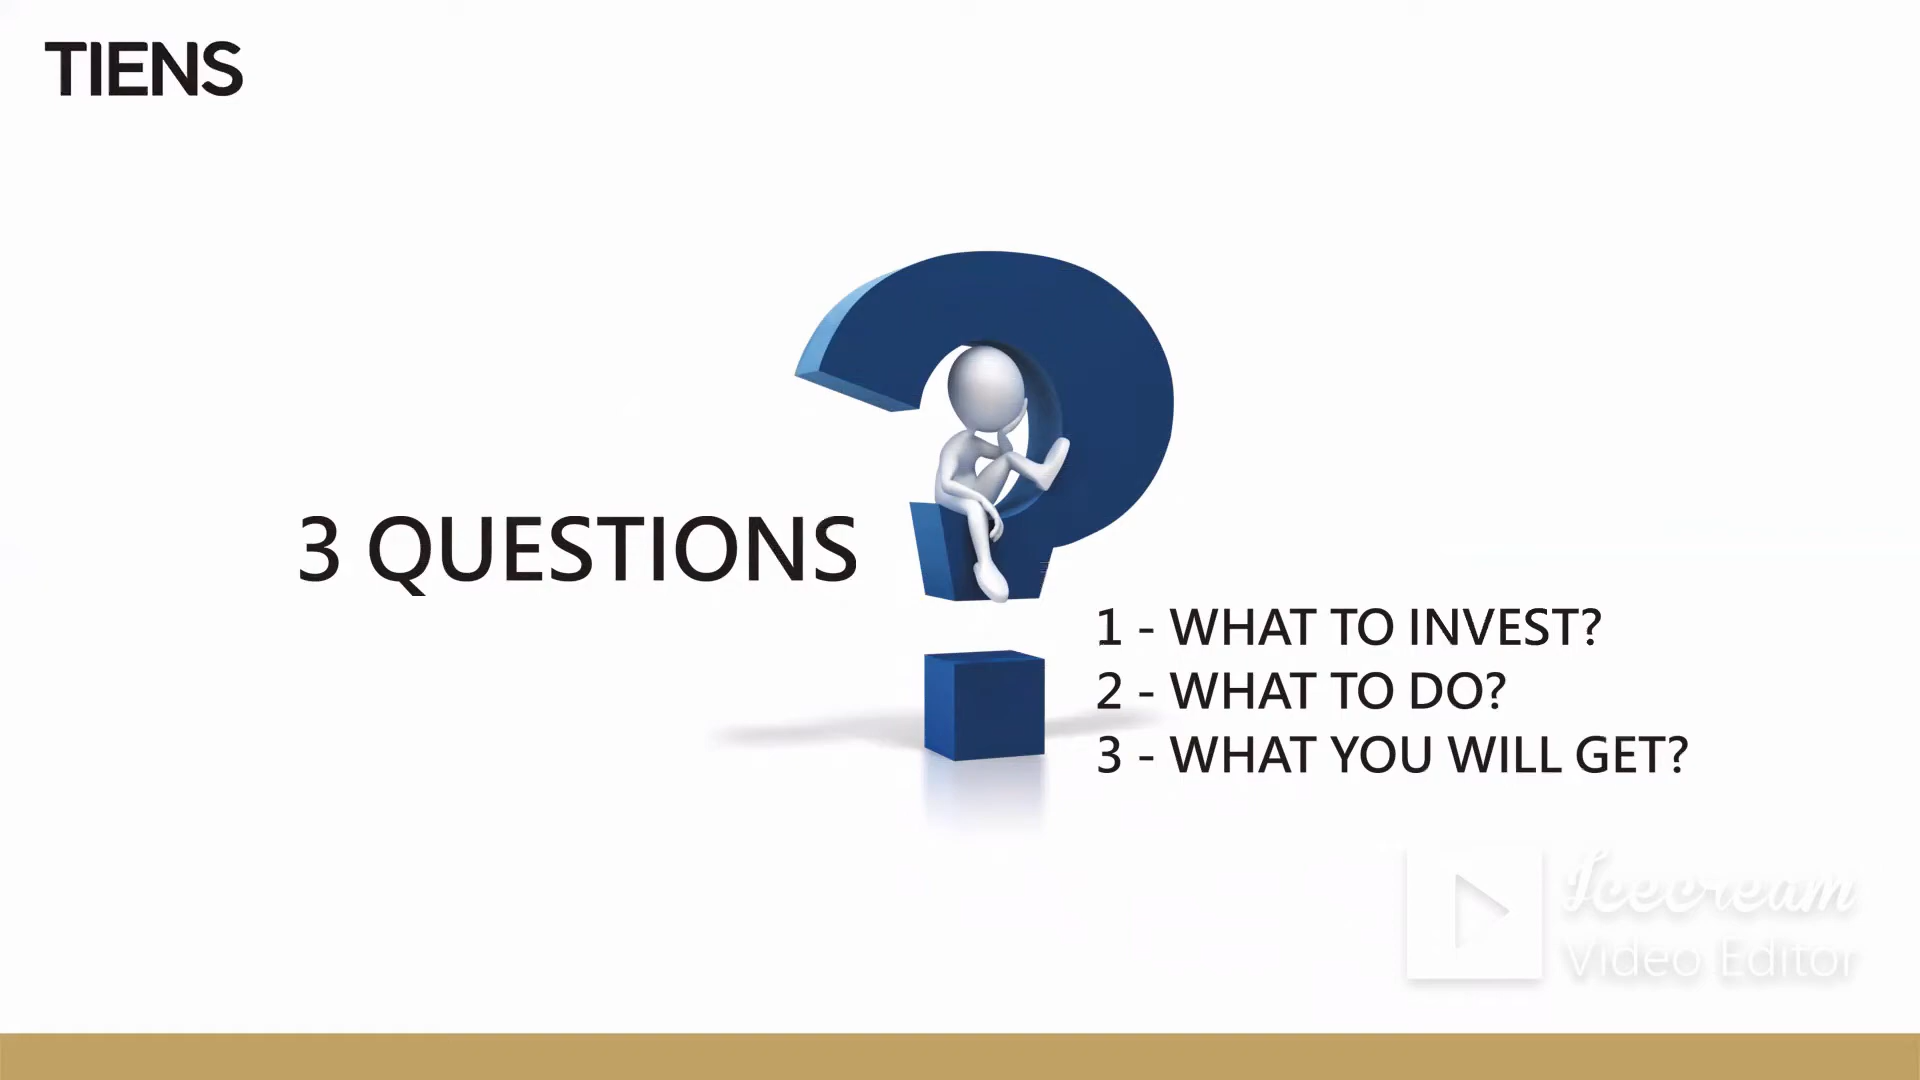 TIENS
3 QUESTIONS
1 - WHAT TO INVEST?
2 - WHAT TO DO?
3 - WHAT YOU WILL GET?
Icecream
Video Editor